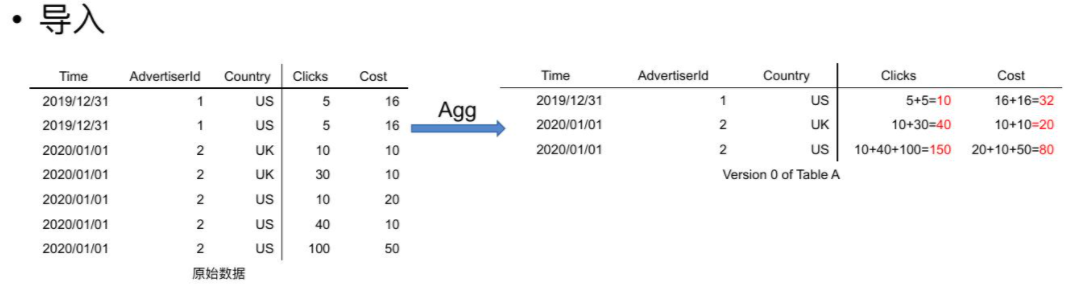 • 导入
Time AdvertiserId Country Clicks Cost
2019/12/31 1 US 5 16
2019/12/31 1 US 5 16
2020/01/01 2 UK 10 10
2020/01/01 2 UK 30 10
2020/01/01 2 US 10 20
2020/01/01 2 US 40 10
2020/01/01 2 US 100 50
原始数据
Agg
Time AdvertiserId Country Clicks Cost
2019/12/31 1 US 5+5=10 16+16=32
2020/01/01 2 UK 10+30=40 10+10=20
2020/01/01 2 US 10+40+100=150 20+10+50=80
Version 0 of Table A